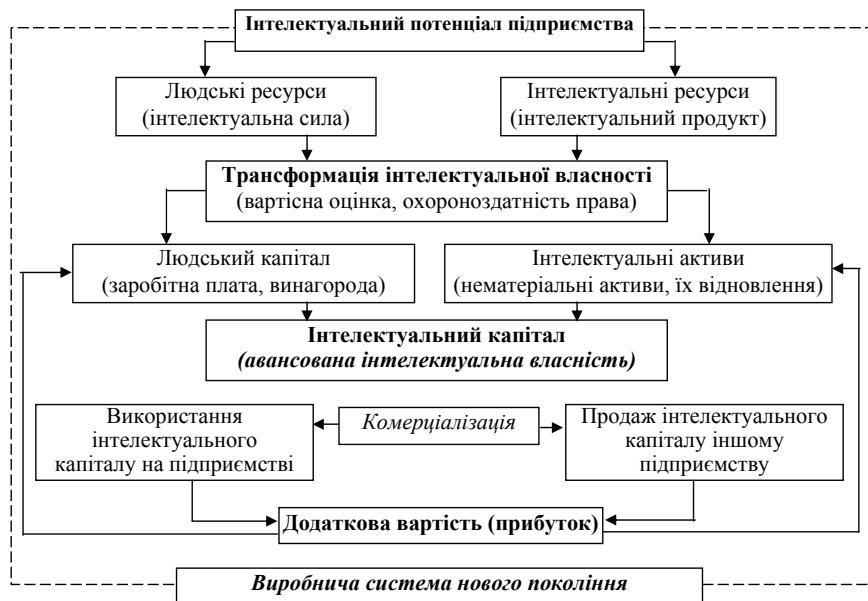 Інтелектуальний потенціал підприємства
Людські ресурси
(інтелектуальна сила)
Інтелектуальні ресурси
(інтелектуальний продукт)
Трансформація інтелектуальної власності
(вартісна оцінка, охороноздатність права)
Людський капітал
(заробітна плата, винагорода)
Інтелектуальні активи
(нематеріальні активи, їх відновлення)
Інтелектуальний капітал
(авансована інтелектуальна власність)
Використання
інтелектуального
капіталу на підприємстві
Комерціалізація
Продаж інтелектуального
капіталу іншому
підприємству
Додаткова вартість (прибуток)
Виробнича система нового покоління